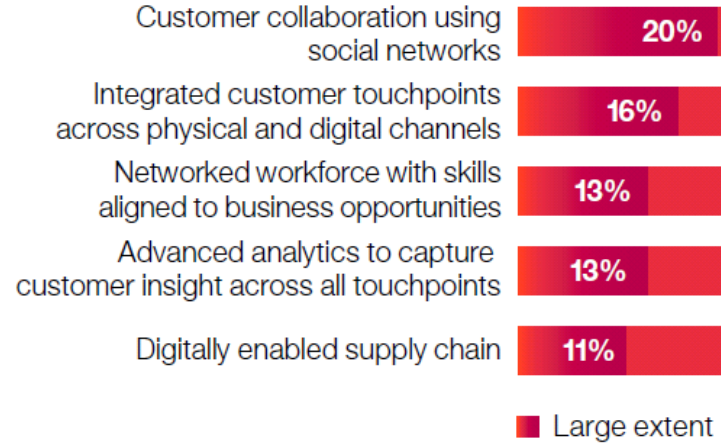 Customer collaboration using
social networks
20%
Integrated customer touchpoints
across physical and digital channels
16%
Networked workforce with skills
aligned to business opportunities
13%
Advanced analytics to capture
customer insight across all touchpoints
13%
Digitally enabled supply chain
11%
Large extent